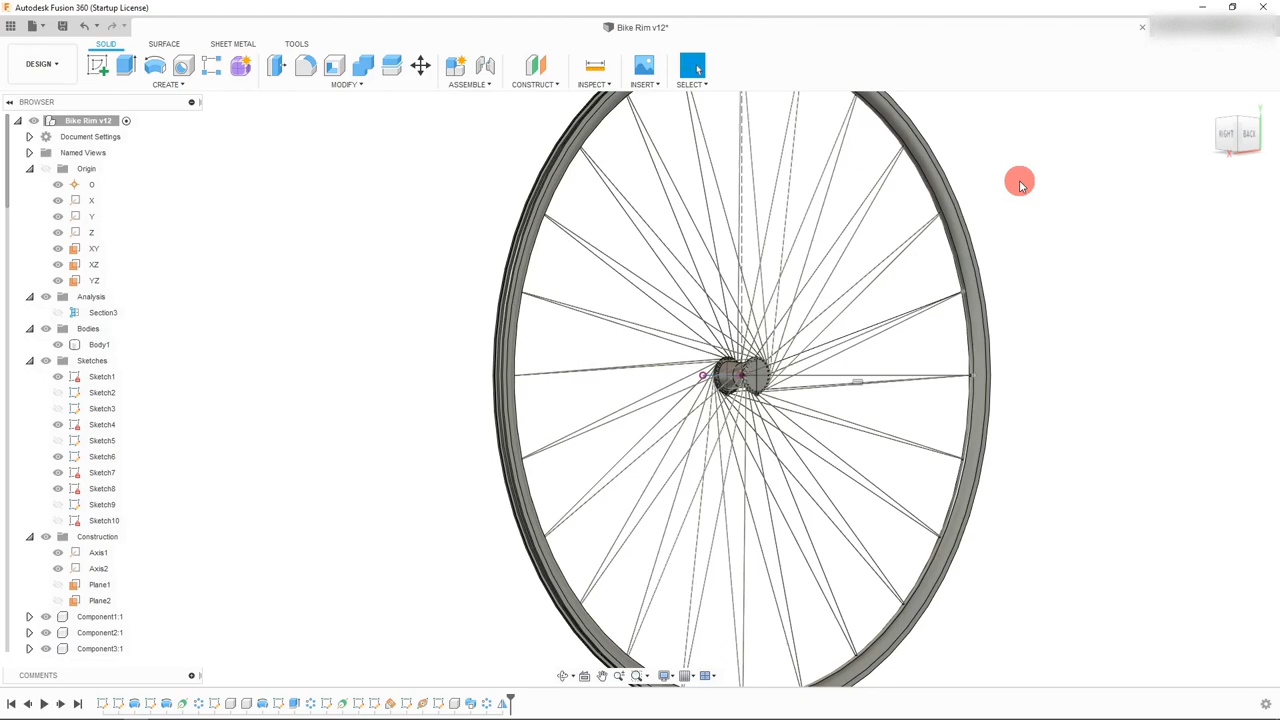 Autodesk Fusion 360 (Startup License)
Bike Rim v12*
SOLID SURFACE SHEET METAL TOOLS
DESIGN
CREATE MODIFY ASSEMBLE CONSTRUCT INSPECT INSERT SELECT
BROWSER
Bike Rim v12
Document Settings
Named Views
Origin
O
X
Y
Z
XY
XZ
YZ
Analysis
Section3
Bodies
Body1
Sketches
Sketch1
Sketch2
Sketch3
Sketch4
Sketch5
Sketch6
Sketch7
Sketch8
Sketch9
Sketch10
Construction
Axis1
Axis2
Plane1
Plane2
Component1:1
Component2:1
Component3:1
COMMENTS
Y
RIGHT BACK
X